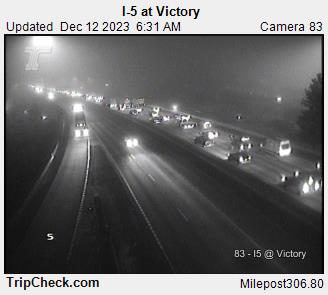 I-5 at Victory
Updated Dec 12 2023 6:31 AM Camera 83
S
83 - I5 @ Victory
TripCheck.com Milepost306.80